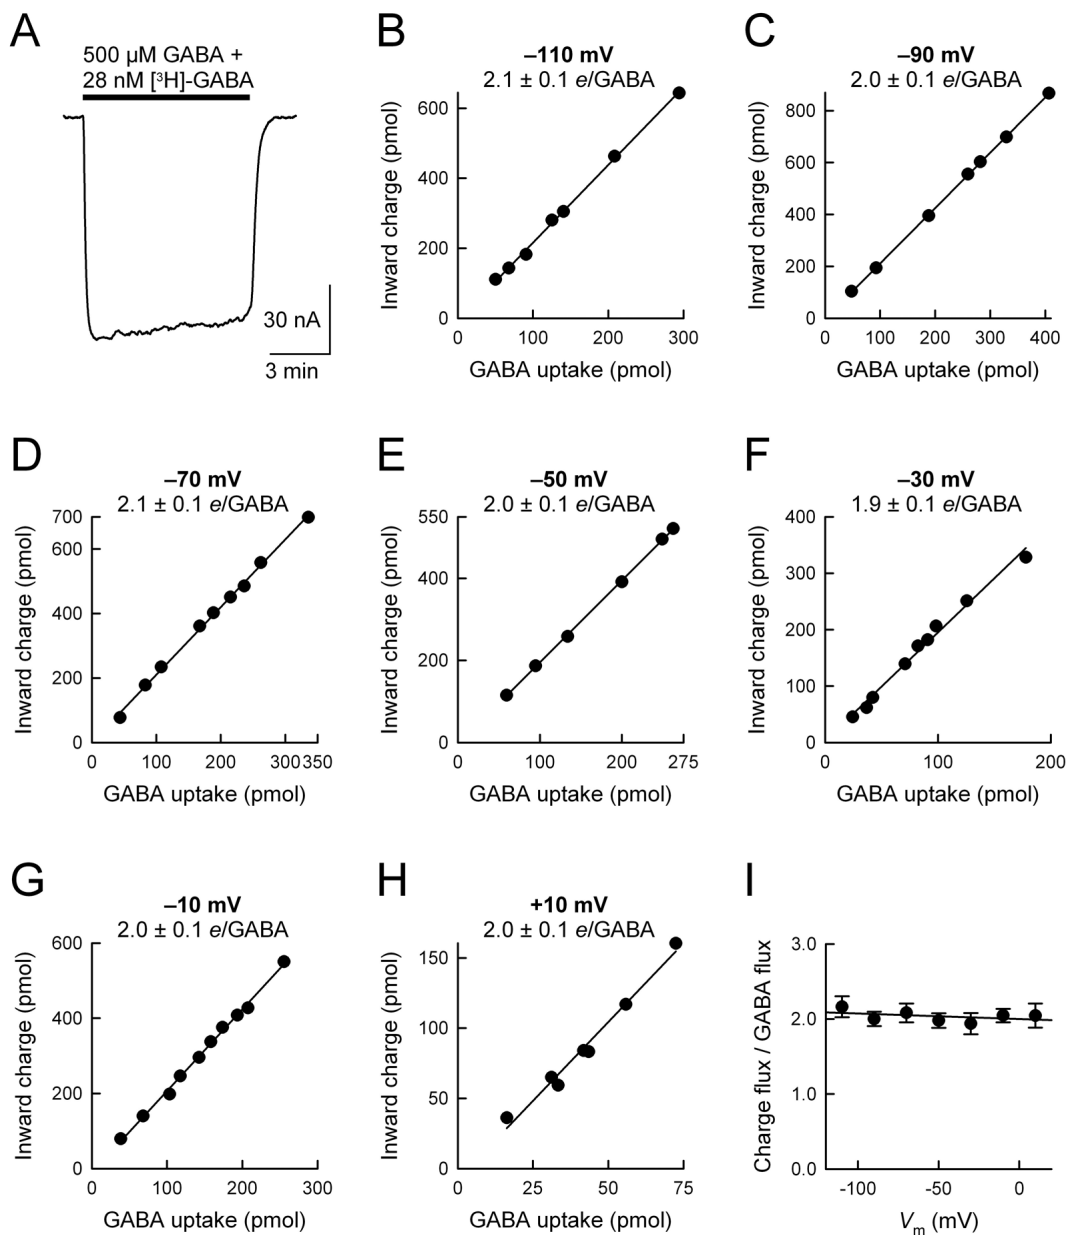 A
500 µM GABA +
28 nM [³H]-GABA
30 nA
3 min
B
–110 mV
2.1 ± 0.1 e/GABA
Inward charge (pmol)
600
400
200
0
0 100 200 300
GABA uptake (pmol)
C
–90 mV
2.0 ± 0.1 e/GABA
Inward charge (pmol)
800
600
400
200
0
0 100 200 300 400
GABA uptake (pmol)
D
–70 mV
2.1 ± 0.1 e/GABA
Inward charge (pmol)
700
600
400
200
0
0 100 200 300 350
GABA uptake (pmol)
E
–50 mV
2.0 ± 0.1 e/GABA
Inward charge (pmol)
550
400
200
0
0 100 200 275
GABA uptake (pmol)
F
–30 mV
1.9 ± 0.1 e/GABA
Inward charge (pmol)
400
300
200
100
0
0 100 200
GABA uptake (pmol)
G
–10 mV
2.0 ± 0.1 e/GABA
Inward charge (pmol)
600
400
200
0
0 100 200 300
GABA uptake (pmol)
H
+10 mV
2.0 ± 0.1 e/GABA
Inward charge (pmol)
150
100
50
0
0 25 50 75
GABA uptake (pmol)
I
Charge flux / GABA flux
3.0
2.0
1.0
0.0
-100 -50 0
Vm (mV)